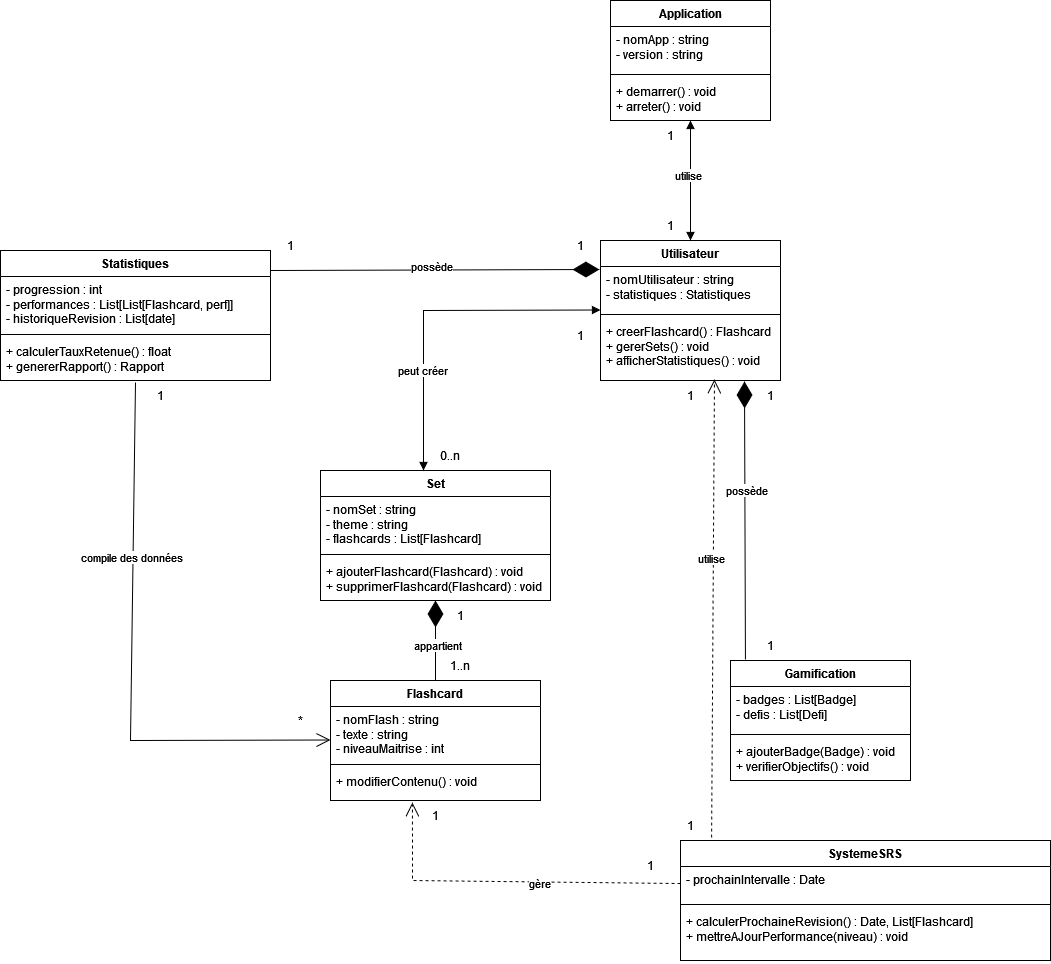 Application
- nomApp : string
- version : string
+ demarrer() : void
+ arreter() : void
1
utilise
1
Utilisateur
- nomUtilisateur : string
- statistiques : Statistiques
+ creerFlashcard() : Flashcard
+ gererSets() : void
+ afficherStatistiques() : void
1
possède
1
Statistiques
- progression : int
- performances : List[List[Flashcard, perf]]
- historiqueRevision : List[date]
+ calculerTauxRetenue() : float
+ genererRapport() : Rapport
1
peut créer
0..n
1
compile des données
*
Set
- nomSet : string
- theme : string
- flashcards : List[Flashcard]
+ ajouterFlashcard(Flashcard) : void
+ supprimerFlashcard(Flashcard) : void
1
appartient
1..n
Flashcard
- nomFlash : string
- texte : string
- niveauMaitrise : int
+ modifierContenu() : void
1
possède
1
Gamification
- badges : List[Badge]
- defis : List[Defi]
+ ajouterBadge(Badge) : void
+ verifierObjectifs() : void
1
utilise
1
1
gère
1
SystemeSRS
- prochainIntervalle : Date
+ calculerProchaineRevision() : Date, List[Flashcard]
+ mettreAJourPerformance(niveau) : void